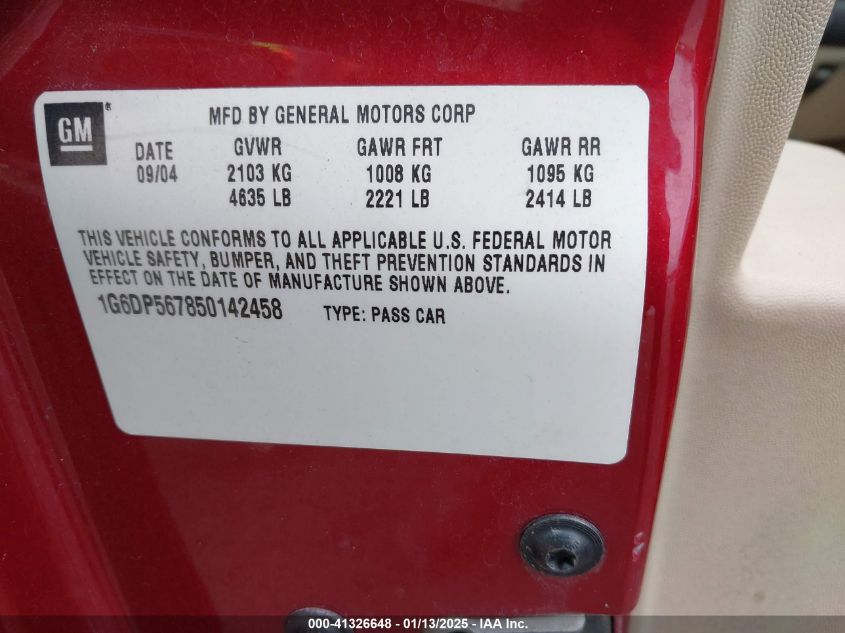 GM
MFD BY GENERAL MOTORS CORP
DATE GVWR GAWR FRT GAWR RR
09/04 2103 KG 1008 KG 1095 KG
4635 LB 2221 LB 2414 LB
THIS VEHICLE CONFORMS TO ALL APPLICABLE U.S. FEDERAL MOTOR
VEHICLE SAFETY, BUMPER, AND THEFT PREVENTION STANDARDS IN
EFFECT ON THE DATE OF MANUFACTURE SHOWN ABOVE.
1G6DP567850142458 TYPE: PASS CAR
000-41326648 - 01/13/2025 - IAA Inc.